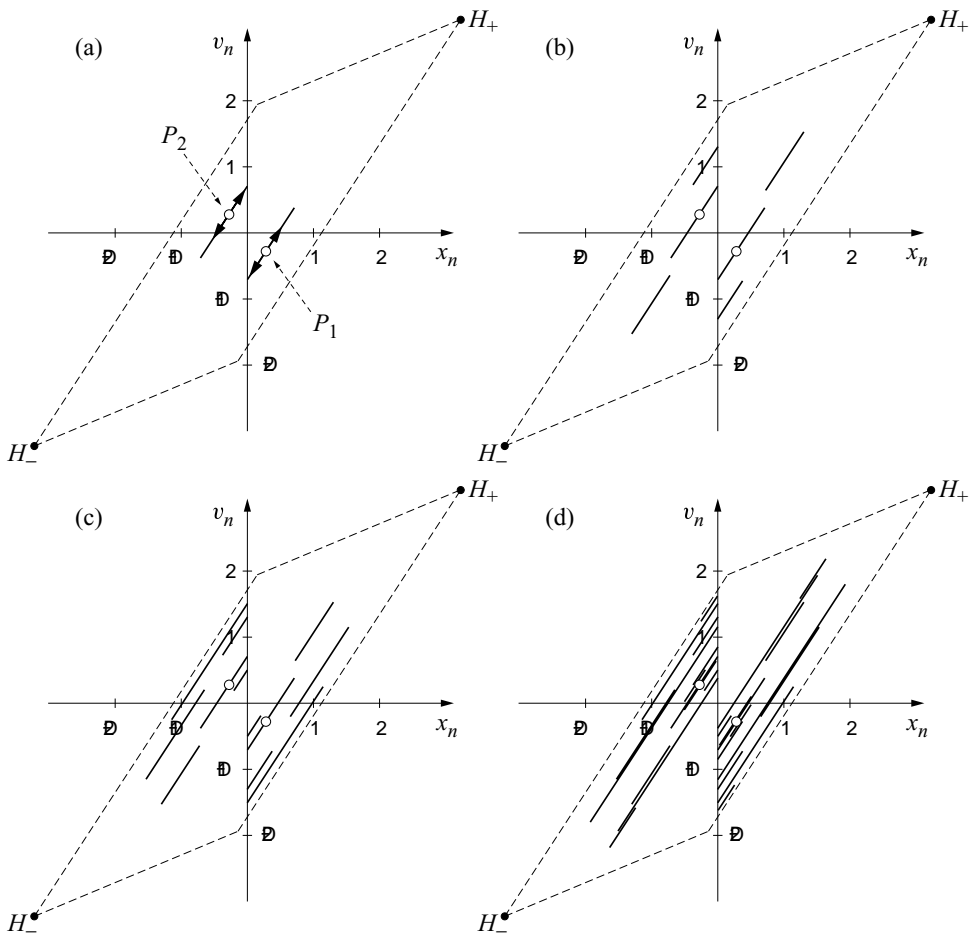 (a)
v_n
H_+
2
P_2
1
1
2
x_n
P_1
H_−
(b)
v_n
H_+
2
1
1
2
x_n
H_−
(c)
v_n
H_+
2
1
1
2
x_n
H_−
(d)
v_n
H_+
2
1
1
2
x_n
H_−